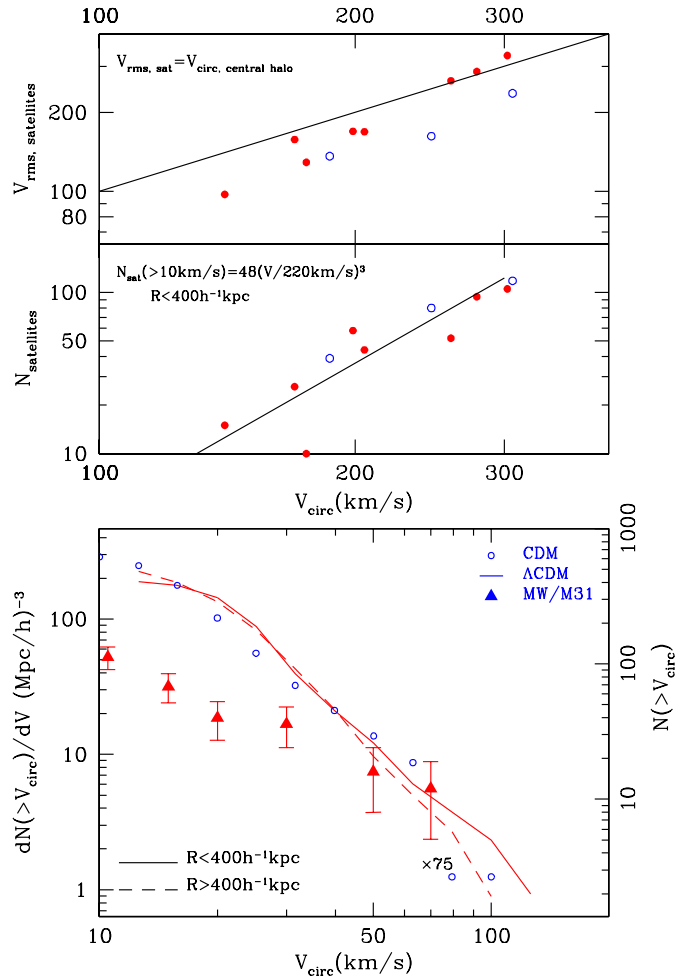 100 200 300
V_rms, sat=V_circ, central halo
200
100
80
V_rms, satellites
N_sat(>10km/s)=48(V/220km/s)³
R<400h⁻¹kpc
100
50
10
N_satellites
100 200 300
V_circ(km/s)
CDM
ΛCDM
MW/M31
100
10
1
dN(>V_circ)/dV (Mpc/h)⁻³
1000
100
10
N(>V_circ)
×75
R<400h⁻¹kpc
R>400h⁻¹kpc
10 50 100
V_circ(km/s)